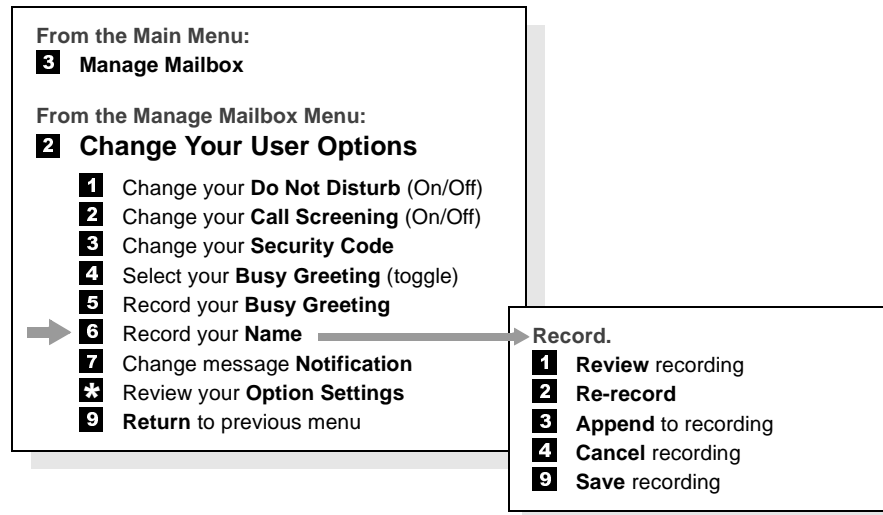 From the Main Menu:
3 Manage Mailbox
From the Manage Mailbox Menu:
2 Change Your User Options
1 Change your Do Not Disturb (On/Off)
2 Change your Call Screening (On/Off)
3 Change your Security Code
4 Select your Busy Greeting (toggle)
5 Record your Busy Greeting
6 Record your Name
7 Change message Notification
* Review your Option Settings
9 Return to previous menu
Record.
1 Review recording
2 Re-record
3 Append to recording
4 Cancel recording
9 Save recording